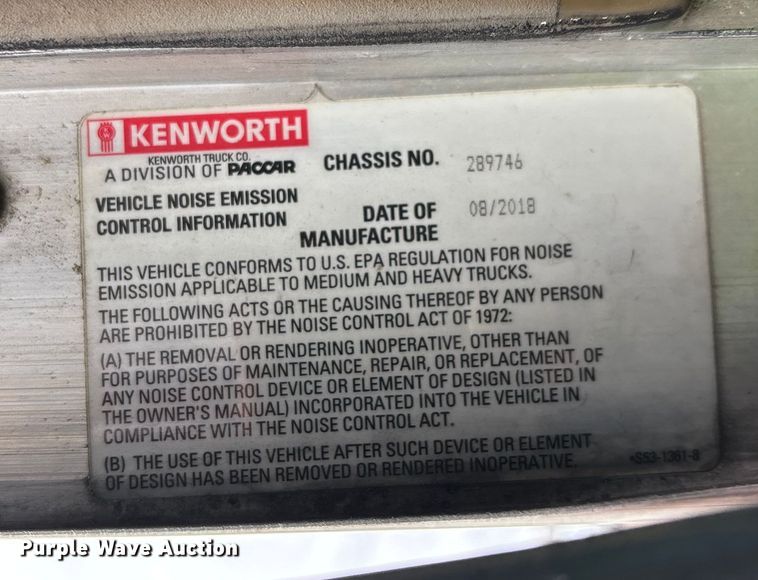 KENWORTH
KENWORTH TRUCK CO.
A DIVISION OF PACCAR
CHASSIS NO. 289746
VEHICLE NOISE EMISSION
CONTROL INFORMATION
DATE OF
MANUFACTURE
08/2018
THIS VEHICLE CONFORMS TO U.S. EPA REGULATION FOR NOISE
EMISSION APPLICABLE TO MEDIUM AND HEAVY TRUCKS.
THE FOLLOWING ACTS OR THE CAUSING THEREOF BY ANY PERSON
ARE PROHIBITED BY THE NOISE CONTROL ACT OF 1972:
(A) THE REMOVAL OR RENDERING INOPERATIVE, OTHER THAN
FOR PURPOSES OF MAINTENANCE, REPAIR, OR REPLACEMENT, OF
ANY NOISE CONTROL DEVICE OR ELEMENT OF DESIGN (LISTED IN
THE OWNER'S MANUAL) INCORPORATED INTO THE VEHICLE IN
COMPLIANCE WITH THE NOISE CONTROL ACT.
(B) THE USE OF THIS VEHICLE AFTER SUCH DEVICE OR ELEMENT
OF DESIGN HAS BEEN REMOVED OR RENDERED INOPERATIVE.
•S53-1361-8
Purple Wave Auction